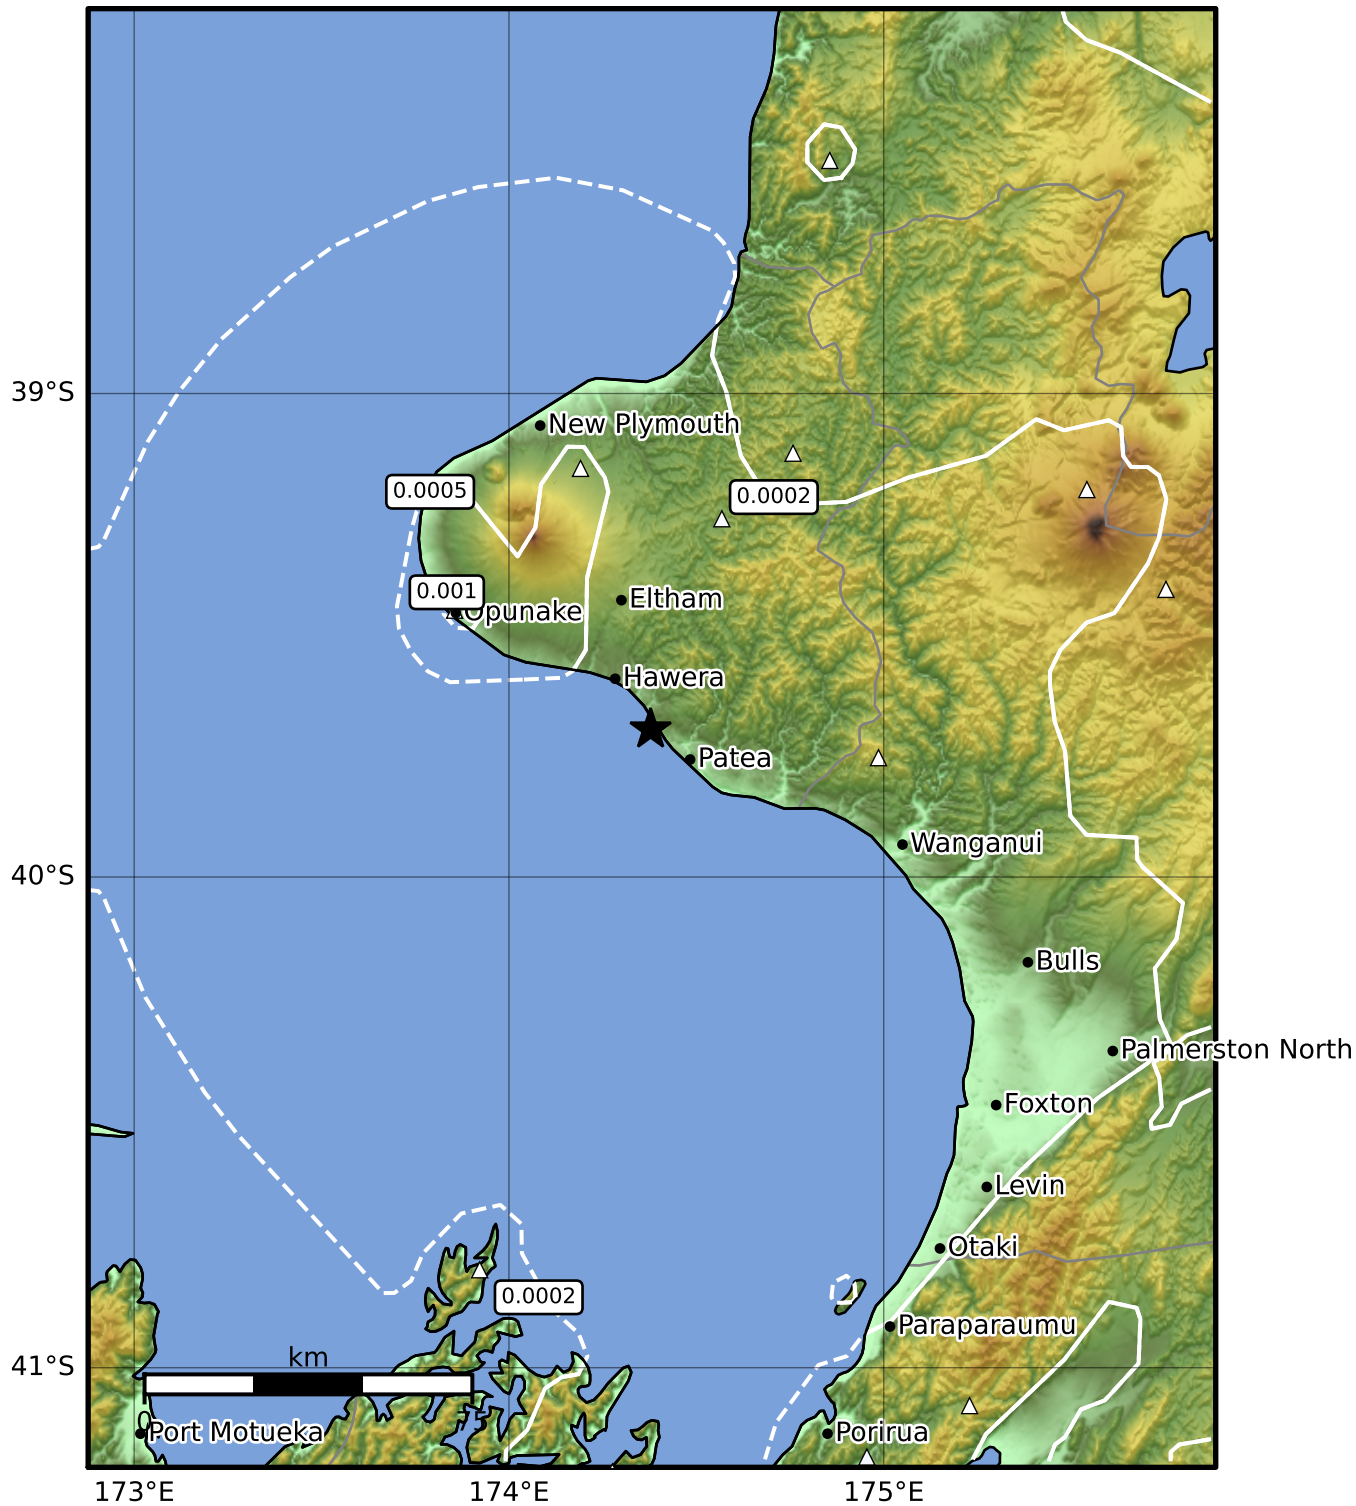 39°S
40°S
41°S
New Plymouth
0.0005
0.0002
0.001
Opunake
Eltham
Hawera
Patea
Wanganui
Bulls
Palmerston North
Foxton
Levin
Otaki
0.0002
Paraparaumu
km
0
Port Motueka
Porirua
173°E
174°E
175°E